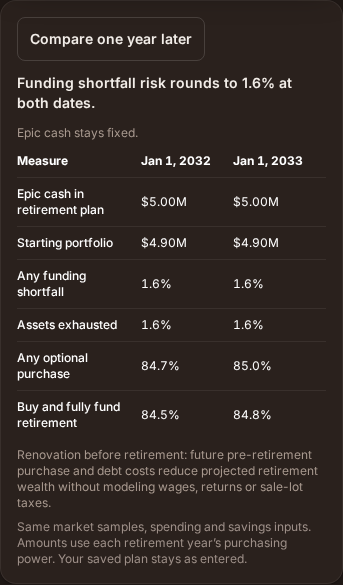 Compare one year later
Funding shortfall risk rounds to 1.6% at
both dates.
Epic cash stays fixed.
Measure Jan 1, 2032 Jan 1, 2033
Epic cash in
retirement plan $5.00M $5.00M
Starting portfolio $4.90M $4.90M
Any funding
shortfall 1.6% 1.6%
Assets exhausted 1.6% 1.6%
Any optional
purchase 84.7% 85.0%
Buy and fully fund
retirement 84.5% 84.8%
Renovation before retirement: future pre-retirement
purchase and debt costs reduce projected retirement
wealth without modeling wages, returns or sale-lot
taxes.
Same market samples, spending and savings inputs.
Amounts use each retirement year’s purchasing
power. Your saved plan stays as entered.